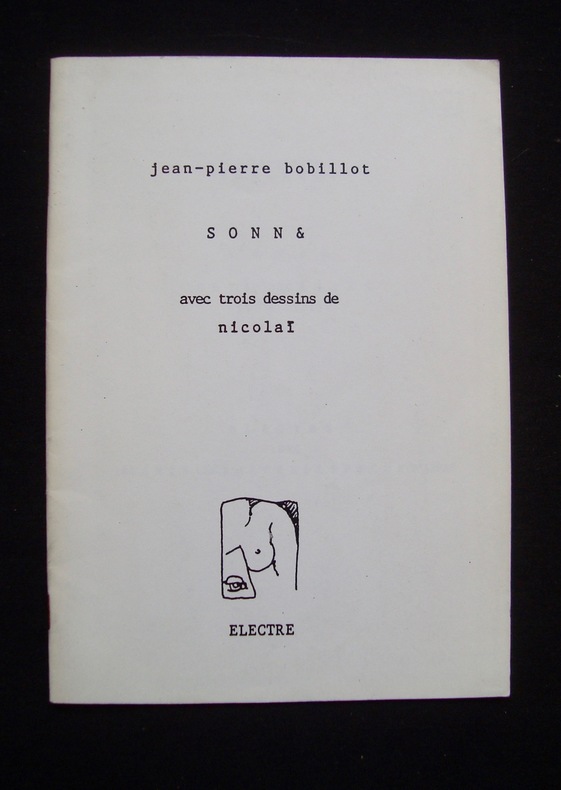 jean-pierre bobillot
S O N N &
avec trois dessins de
nicolaï
ELECTRE